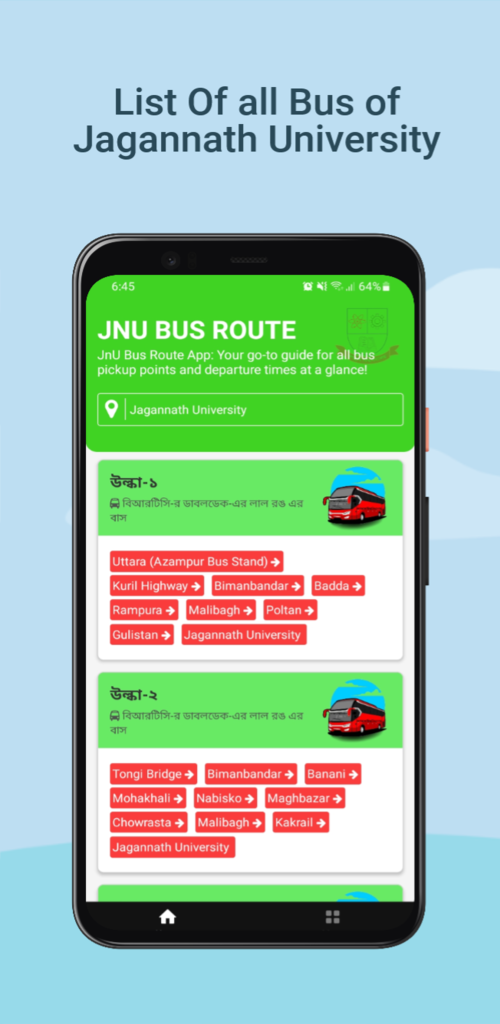 List Of all Bus of
Jagannath University
6:45
64%
JNU BUS ROUTE
JnU Bus Route App: Your go-to guide for all bus
pickup points and departure times at a glance!
Jagannath University
উল্কা-১
বিআরটিসি-র ডাবলডেক-এর লাল রঙ এর
বাস
Uttara (Azampur Bus Stand) →
Kuril Highway → Bimanbandar → Badda →
Rampura → Malibagh → Poltan →
Gulistan → Jagannath University
উল্কা-২
বিআরটিসি-র ডাবলডেক-এর লাল রঙ এর
বাস
Tongi Bridge → Bimanbandar → Banani →
Mohakhali → Nabisko → Maghbazar →
Chowrasta → Malibagh → Kakrail →
Jagannath University